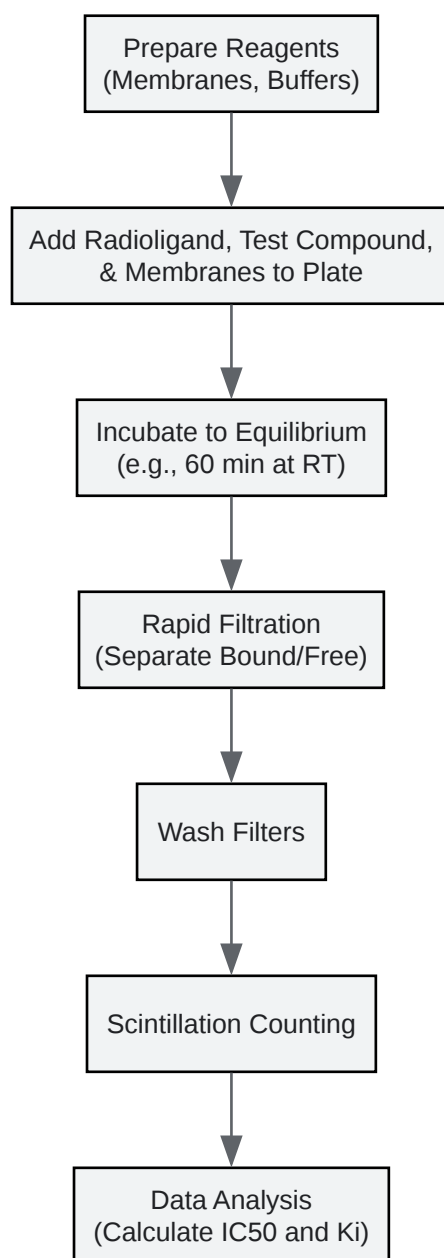 Prepare Reagents
(Membranes, Buffers)
Add Radioligand, Test Compound,
& Membranes to Plate
Incubate to Equilibrium
(e.g., 60 min at RT)
Rapid Filtration
(Separate Bound/Free)
Wash Filters
Scintillation Counting
Data Analysis
(Calculate IC50 and Ki)